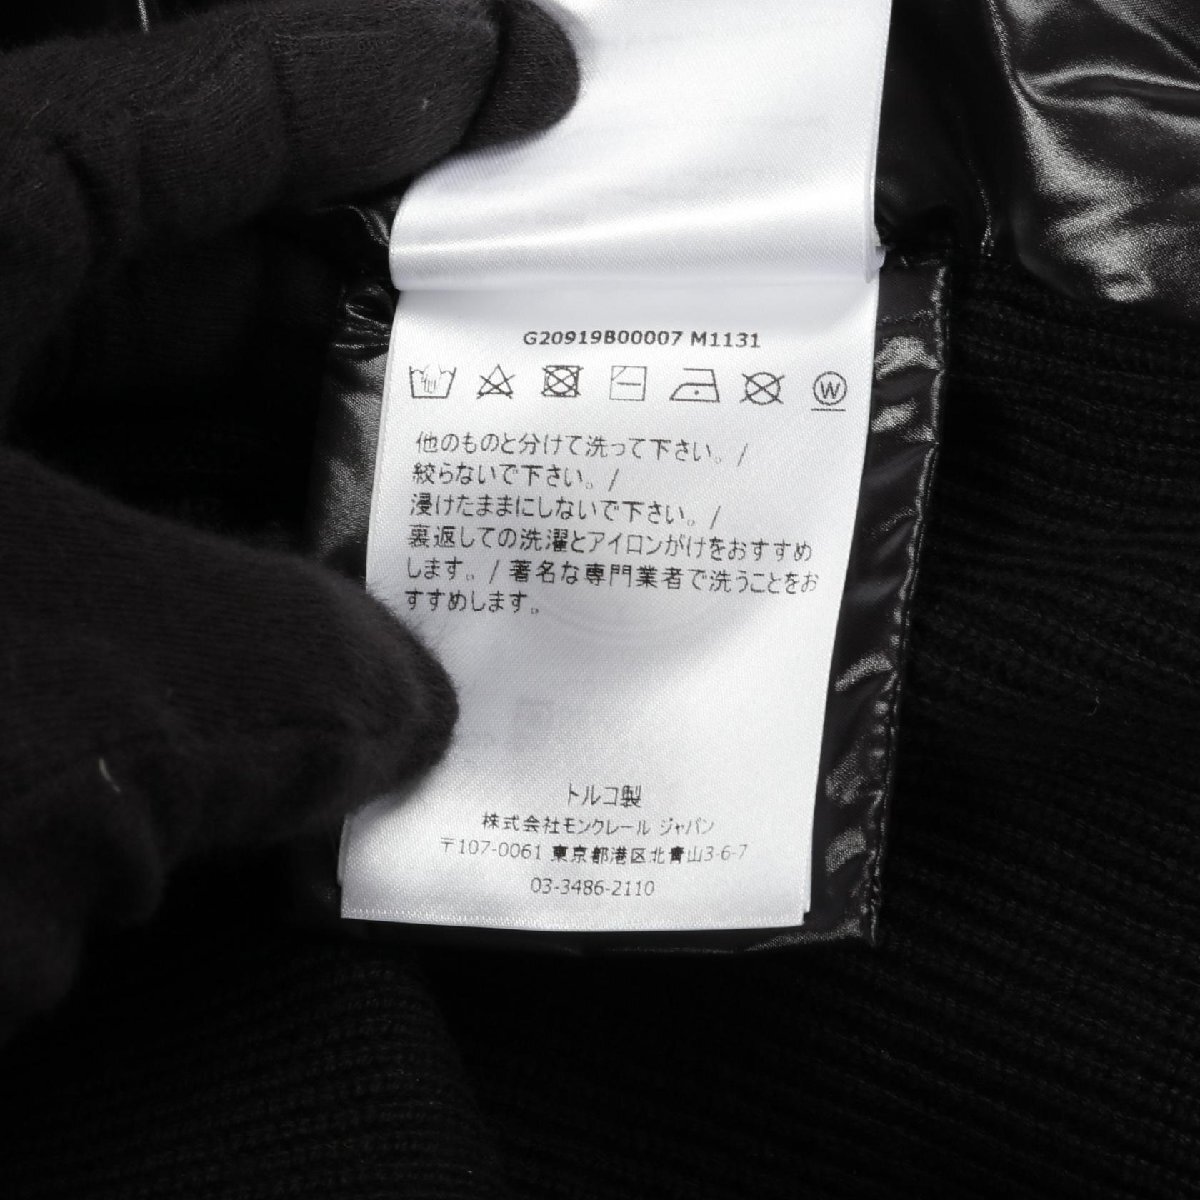 G20919B00007 M1131
W
他のものと分けて洗って下さい。/
絞らないで下さい。/
浸けたままにしないで下さい。/
裏返しての洗濯とアイロンがけをおすすめ
します。/ 著名な専門業者で洗うことをお
すすめします。
トルコ製
株式会社モンクレール ジャパン
〒107-0061 東京都港区北青山3-6-7
03-3486-2110